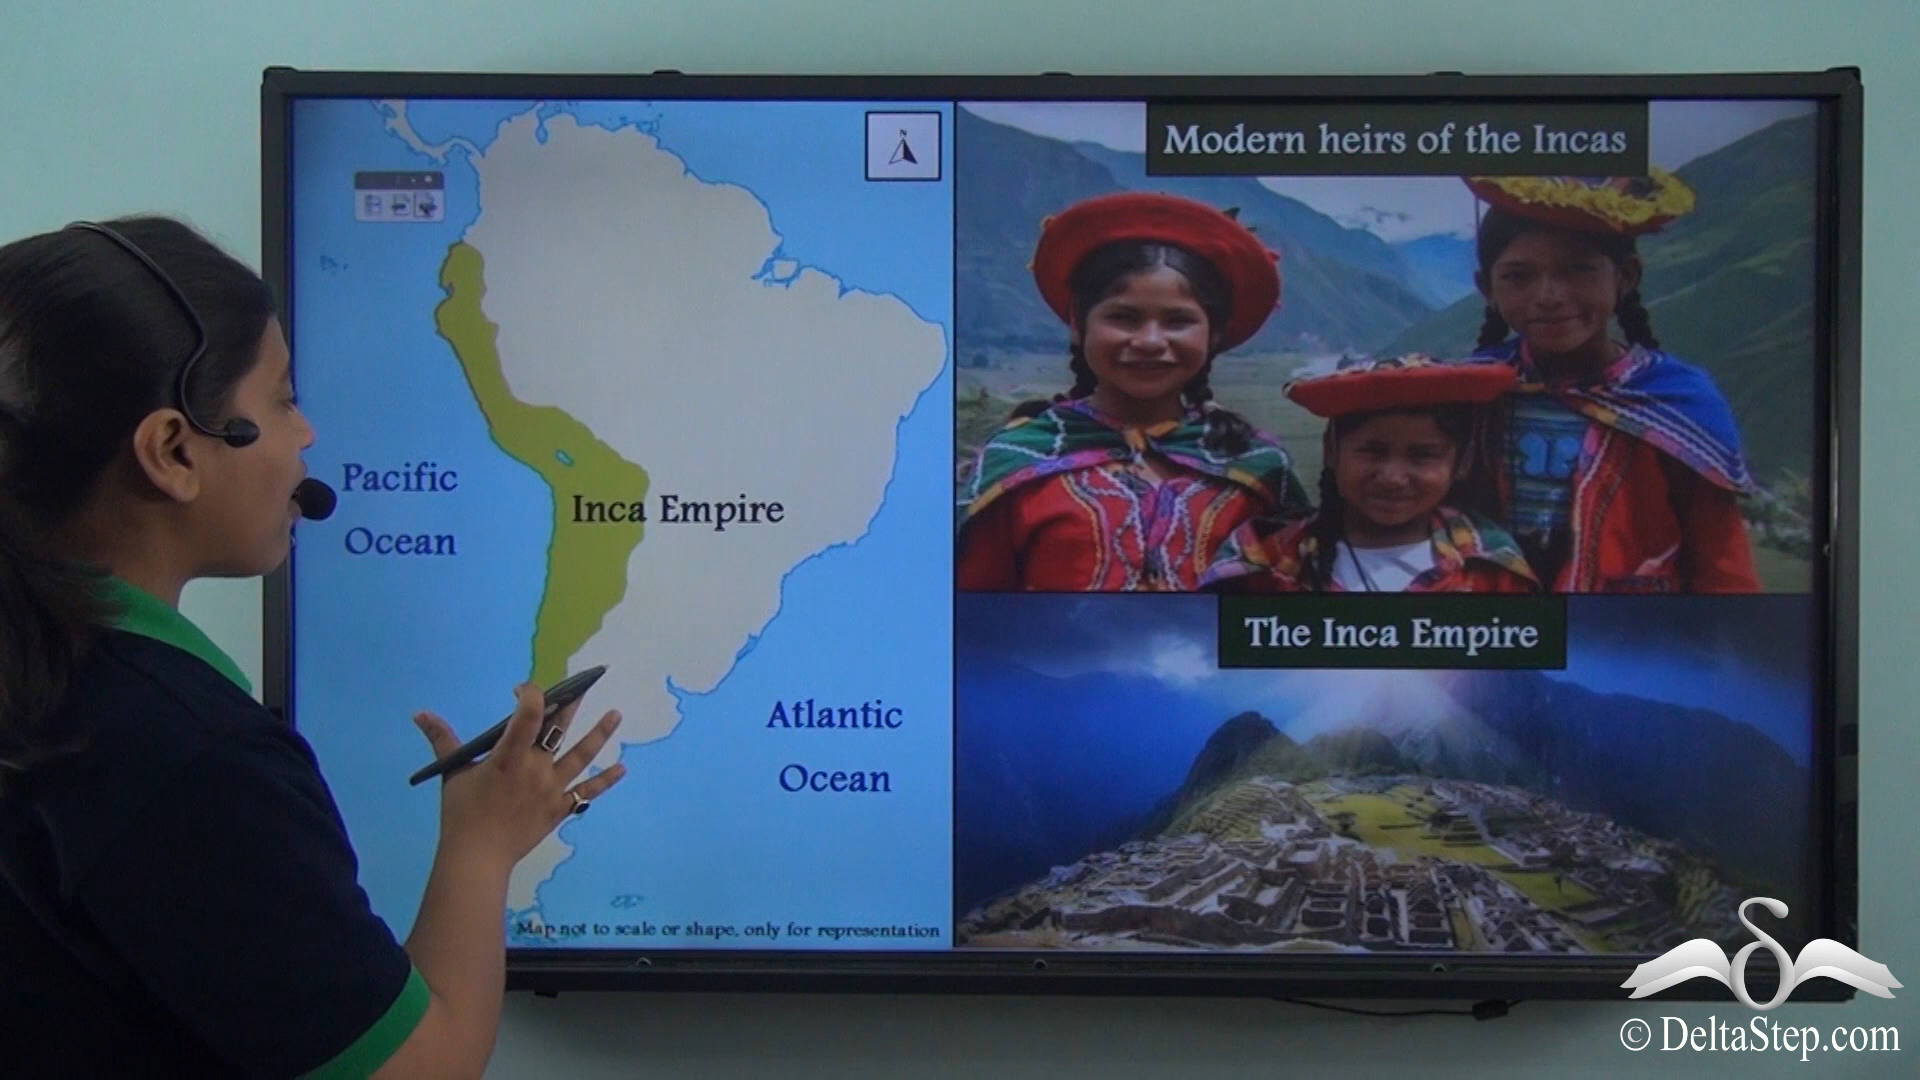 N
Modern heirs of the Incas
Pacific
Ocean
Inca Empire
The Inca Empire
Atlantic
Ocean
Map not to scale or shape, only for representation
© DeltaStep.com